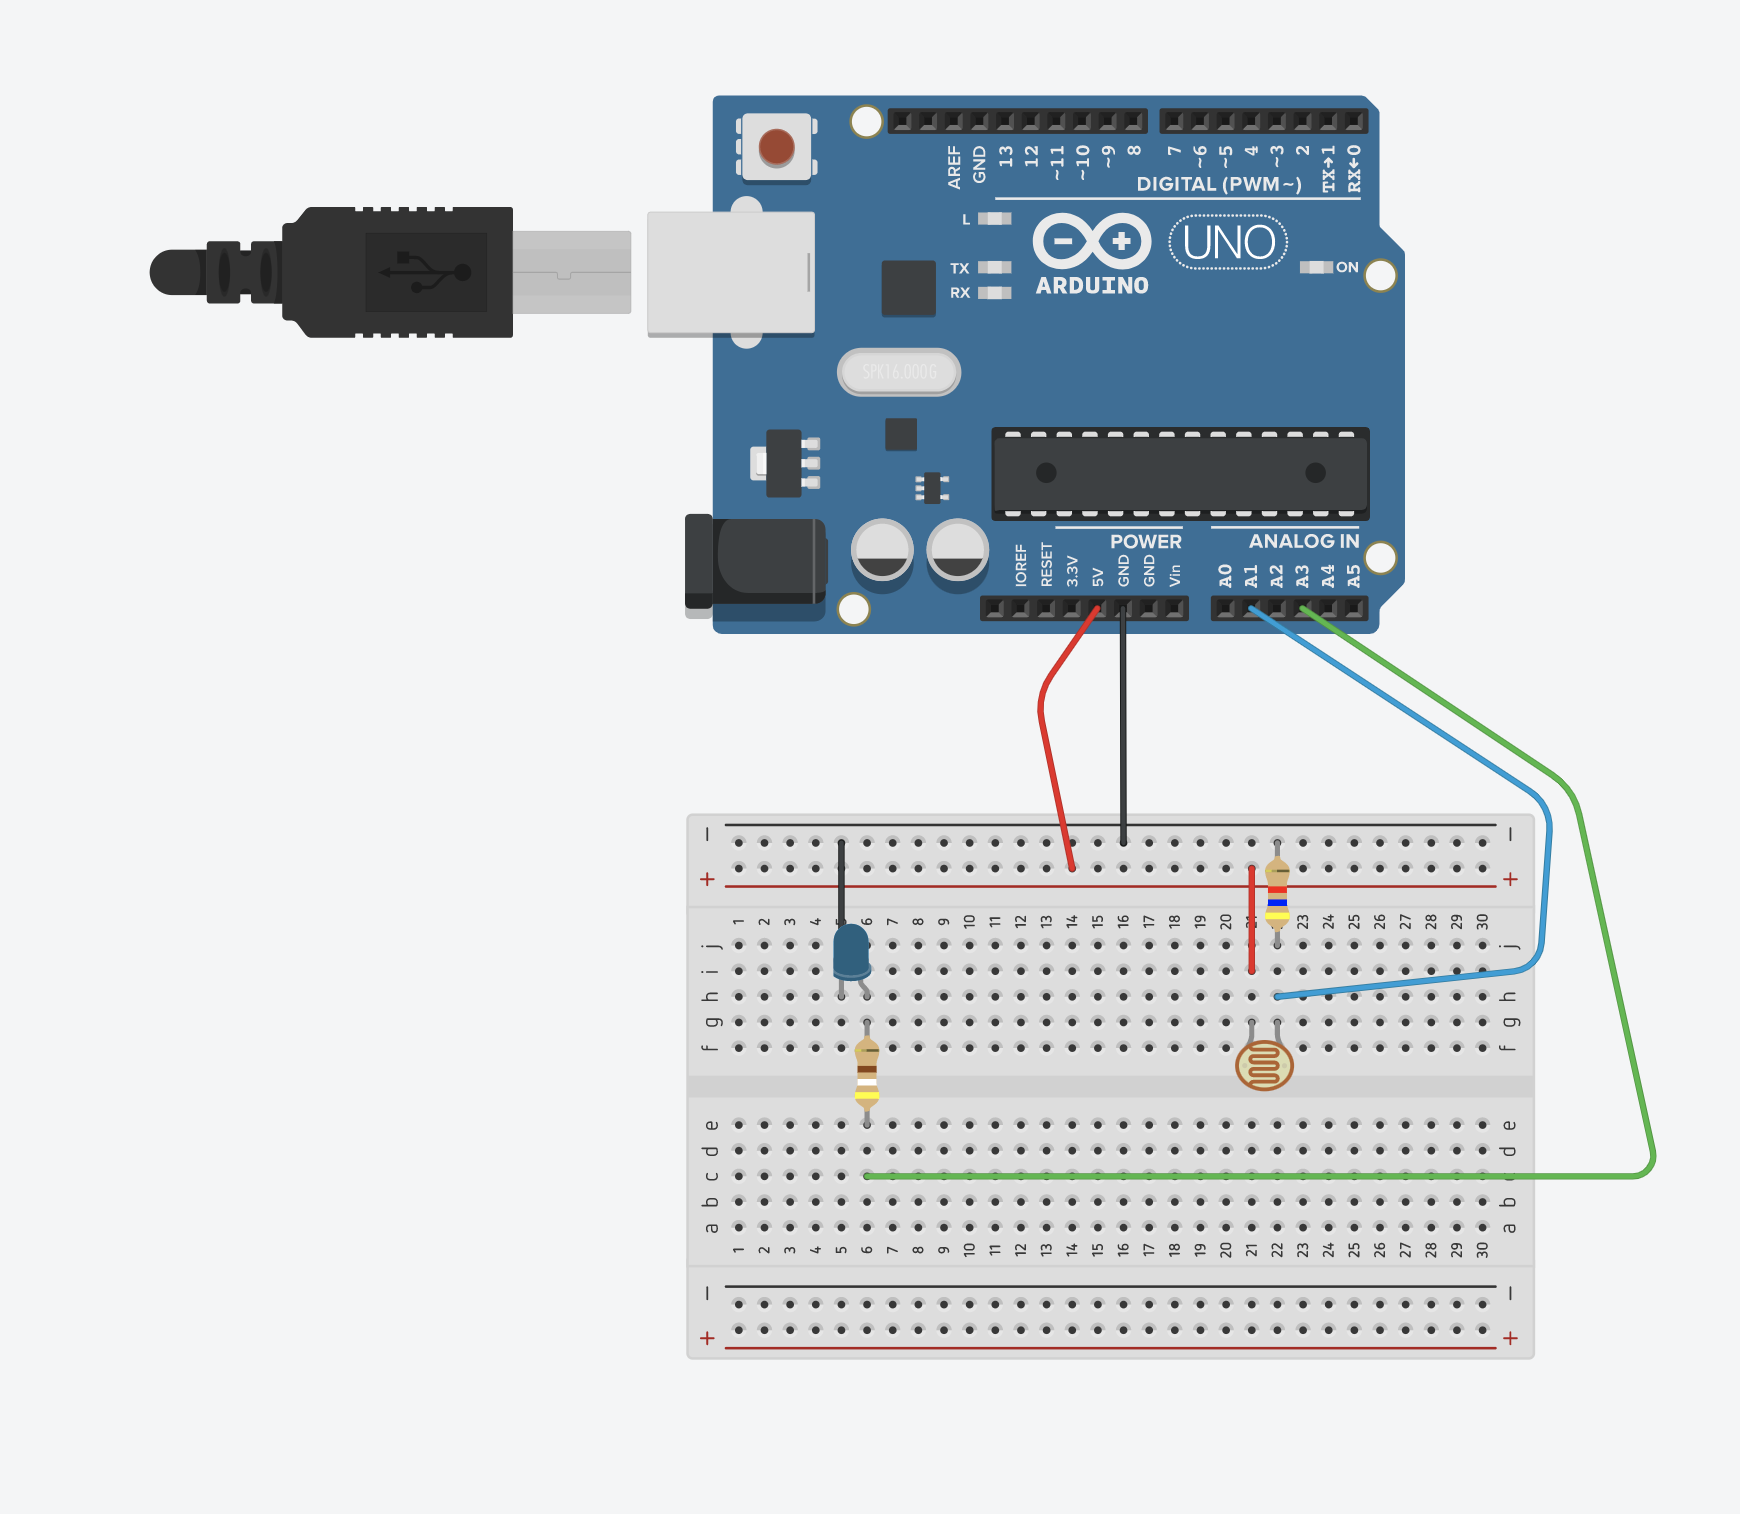 AREF GND 13 12 ~11 ~10 ~9 8 7 ~6 ~5 4 ~3 2 TX→1 RX←0
DIGITAL (PWM~)
L
TX
RX
UNO
ARDUINO
ON
SPK16.000G
POWER
ANALOG IN
IOREF RESET 3.3V 5V GND GND Vin A0 A1 A2 A3 A4 A5
− −
+ +
1 2 3 4 5 6 7 8 9 10 11 12 13 14 15 16 17 18 19 20 21 23 24 25 26 27 28 29 30
j j
i i
h h
g g
f f
e e
d d
c c
b b
a a
1 2 3 4 5 6 7 8 9 10 11 12 13 14 15 16 17 18 19 20 21 22 23 24 25 26 27 28 29 30
− −
+ +